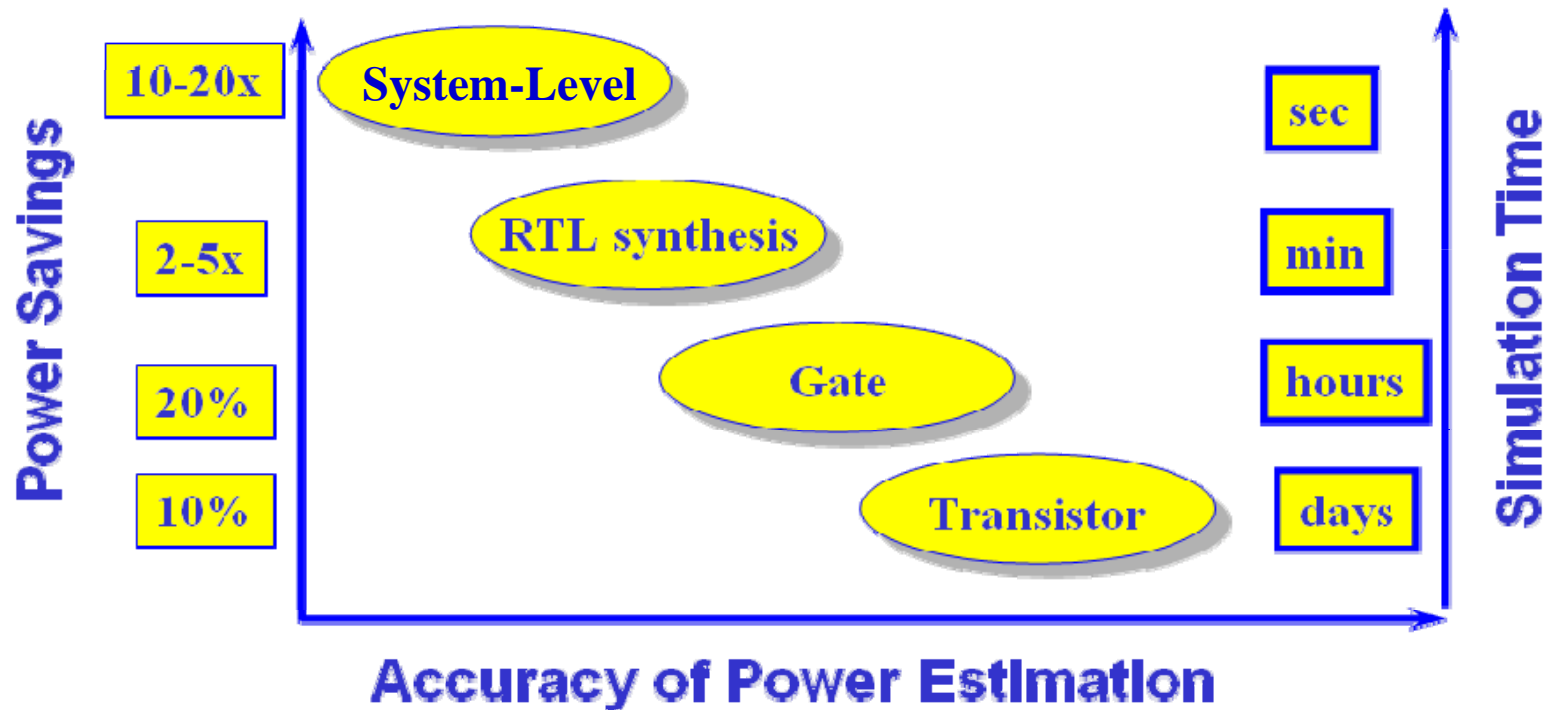 Power Savings
10-20x
2-5x
20%
10%
System-Level
RTL synthesis
Gate
Transistor
sec
min
hours
days
Simulation Time
Accuracy of Power Estimation